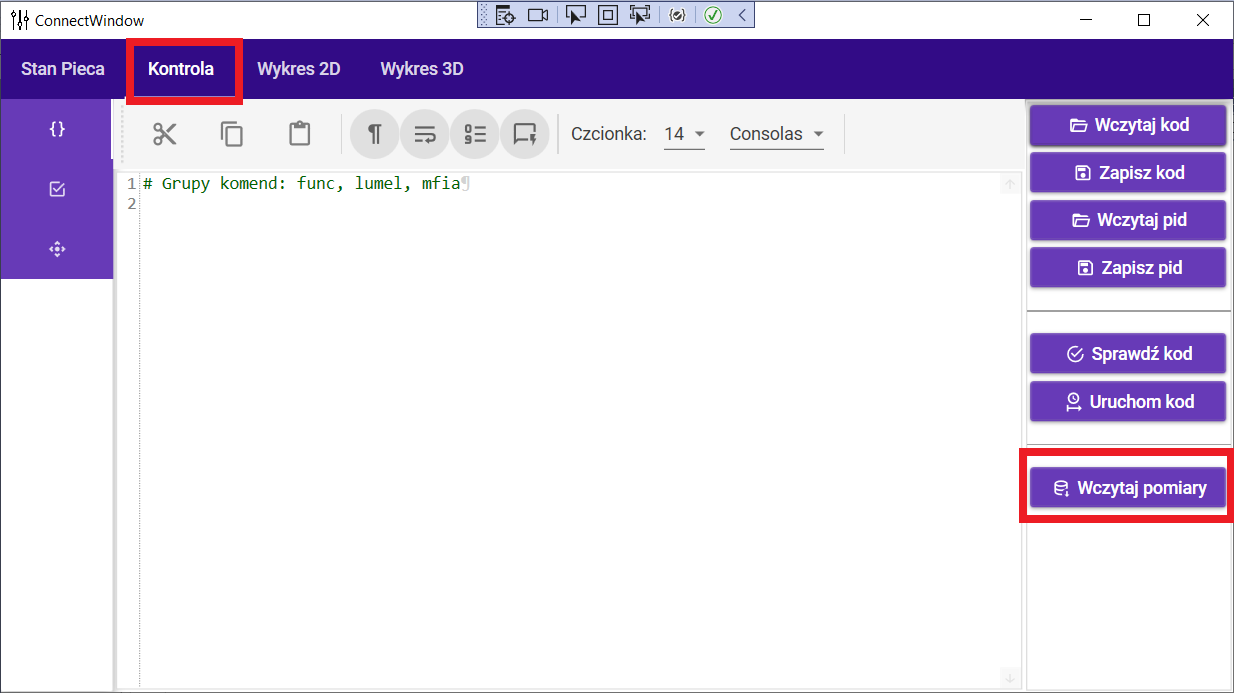 ConnectWindow
Stan Pieca
Kontrola
Wykres 2D
Wykres 3D
{}
¶
Czcionka:
14
Consolas
1 # Grupy komend: func, lumel, mfia¶
2
Wczytaj kod
Zapisz kod
Wczytaj pid
Zapisz pid
Sprawdź kod
Uruchom kod
Wczytaj pomiary